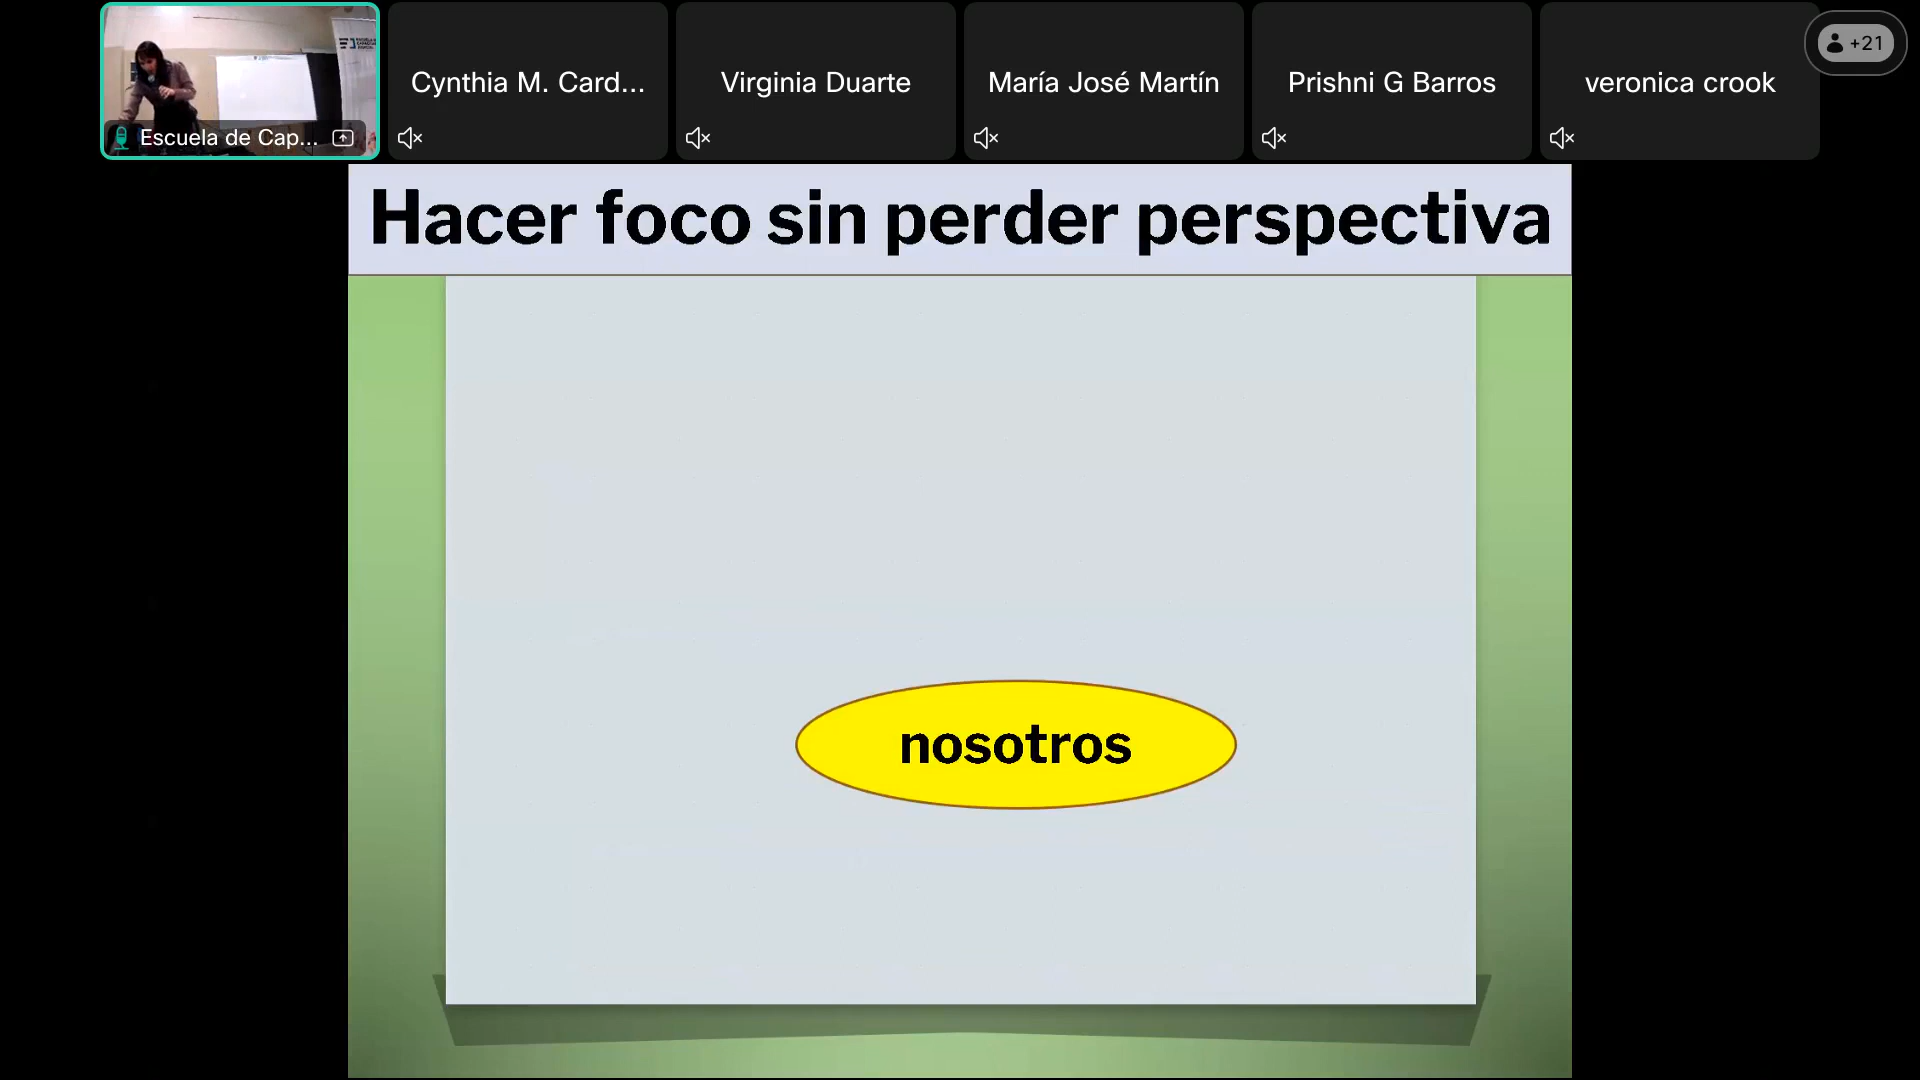 Escuela de Cap...
Cynthia M. Card...
Virginia Duarte
María José Martín
Prishni G Barros
veronica crook
+21
Hacer foco sin perder perspectiva
nosotros